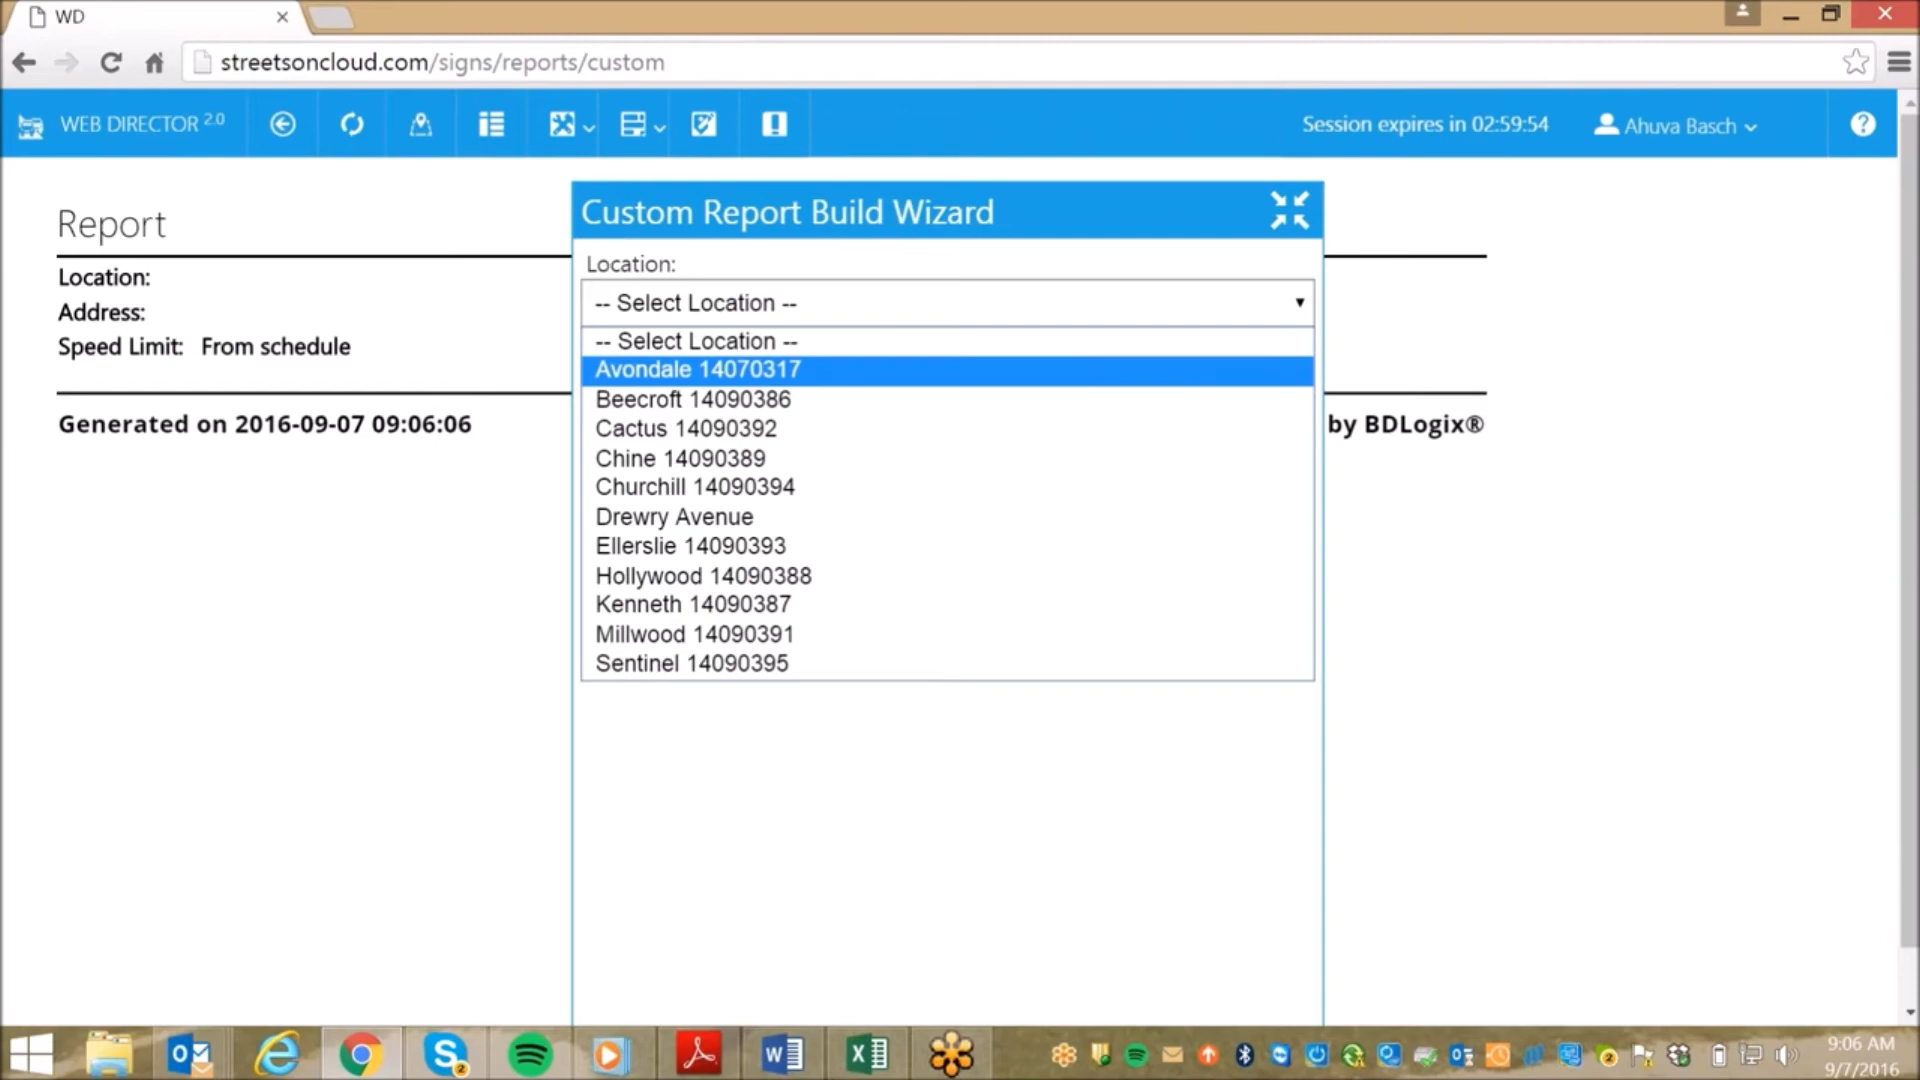 WD
streetsoncloud.com/signs/reports/custom
WEB DIRECTOR 2.0
Session expires in 02:59:54
Ahuva Basch
Report
Location:
Address:
Speed Limit: From schedule
Generated on 2016-09-07 09:06:06
by BDLogix®
Custom Report Build Wizard
Location:
-- Select Location --
-- Select Location --
Avondale 14070317
Beecroft 14090386
Cactus 14090392
Chine 14090389
Churchill 14090394
Drewry Avenue
Ellerslie 14090393
Hollywood 14090388
Kenneth 14090387
Millwood 14090391
Sentinel 14090395
9:06 AM
9/7/2016